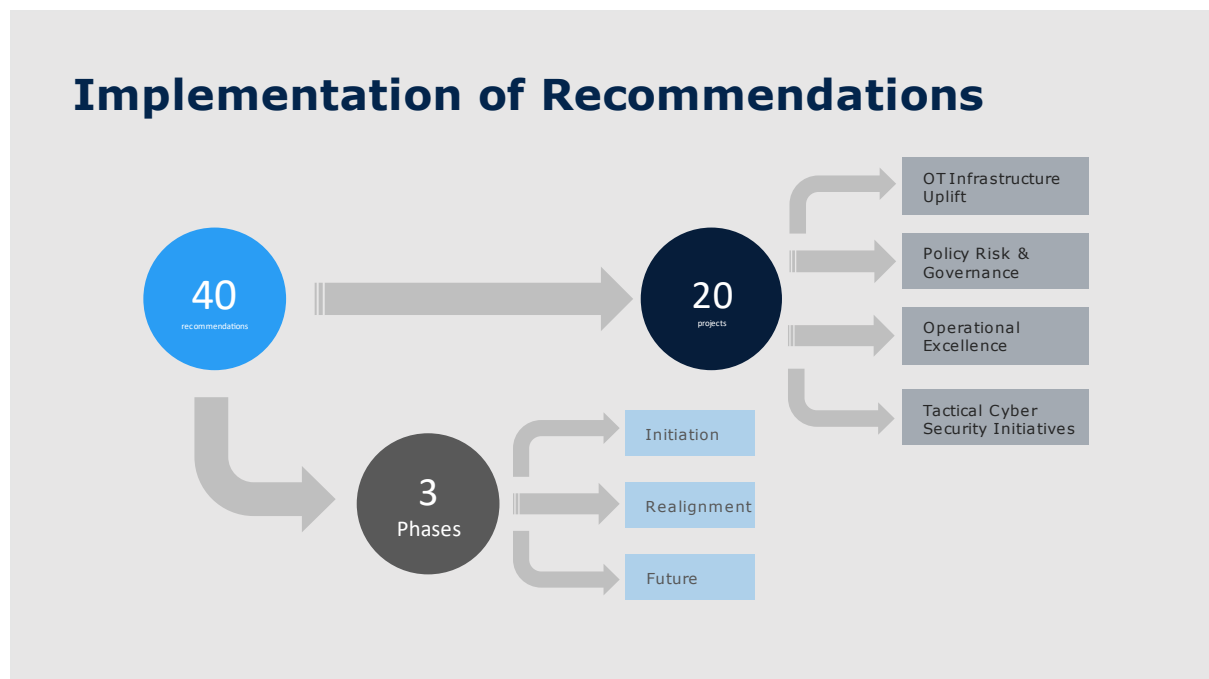 Implementation of Recommendations
40
recommendations
20
projects
OT Infrastructure
Uplift
Policy Risk &
Governance
Operational
Excellence
Tactical Cyber
Security Initiatives
3
Phases
Initiation
Realignment
Future